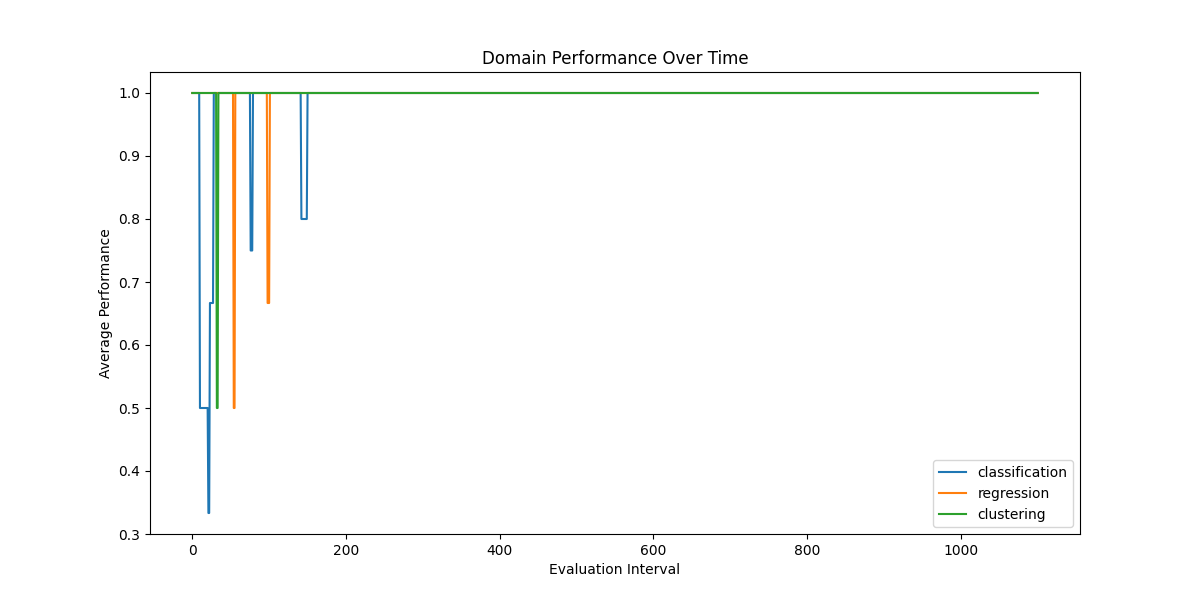 Domain Performance Over Time
Average Performance
1.0
0.9
0.8
0.7
0.6
0.5
0.4
0.3
0
200
400
600
800
1000
Evaluation Interval
classification
regression
clustering